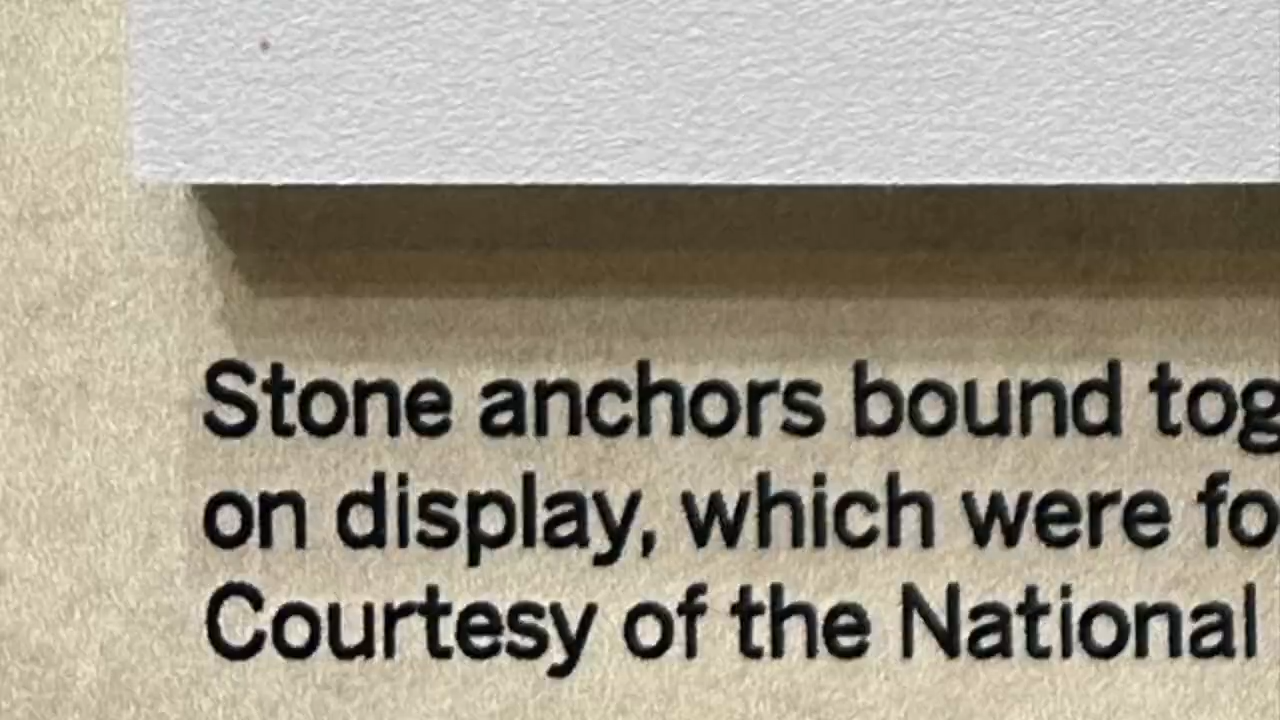 Stone anchors bound tog
on display, which were fo
Courtesy of the National